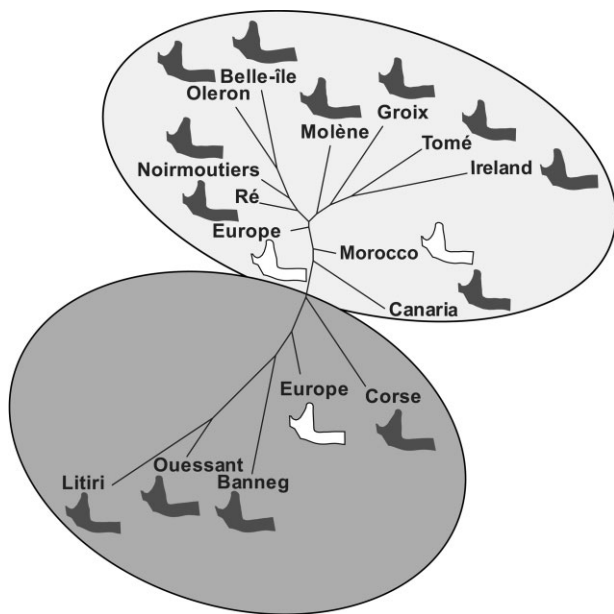 Belle-île
Oleron
Groix
Molène
Tomé
Noirmoutiers
Ireland
Ré
Europe
Morocco
Canaria
Europe
Corse
Ouessant
Litiri
Banneg